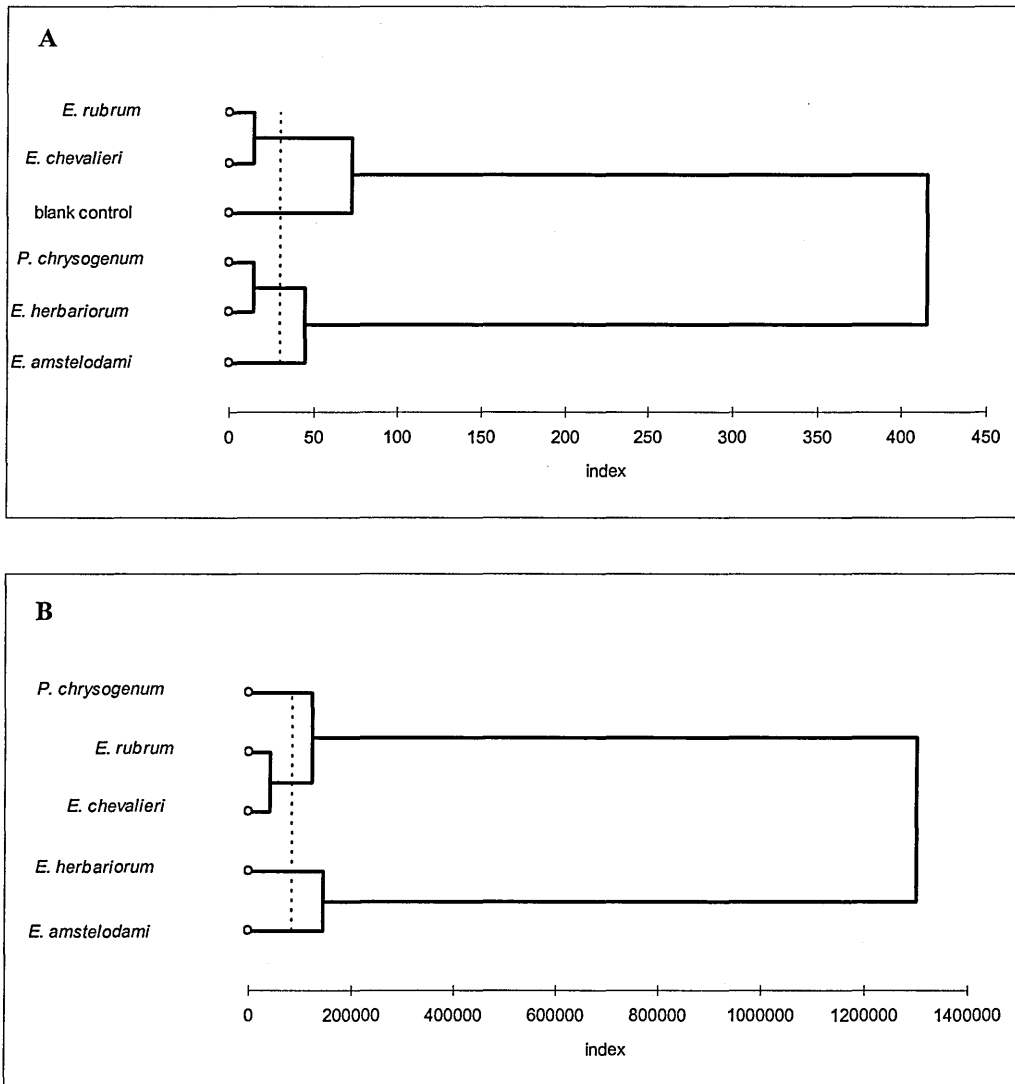 A
E. rubrum
E. chevalieri
blank control
P. chrysogenum
E. herbariorum
E. amstelodami
0 50 100 150 200 250 300 350 400 450
index
B
P. chrysogenum
E. rubrum
E. chevalieri
E. herbariorum
E. amstelodami
0 200000 400000 600000 800000 1000000 1200000 1400000
index